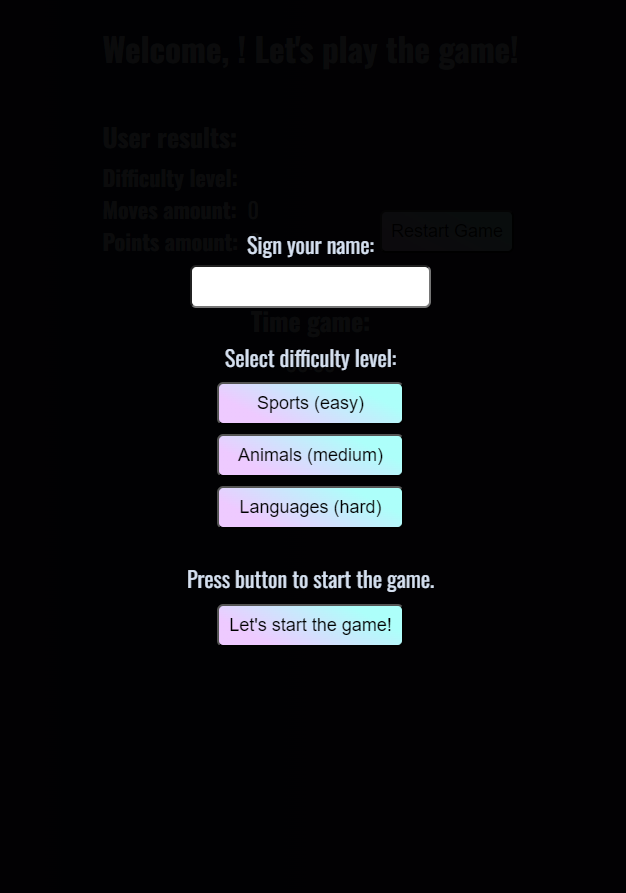 Welcome, ! Let's play the game!
User results:
Difficulty level:
Moves amount: 0
Points amount:
Restart Game
Sign your name:
Time game:
Select difficulty level:
Sports (easy)
Animals (medium)
Languages (hard)
Press button to start the game.
Let's start the game!